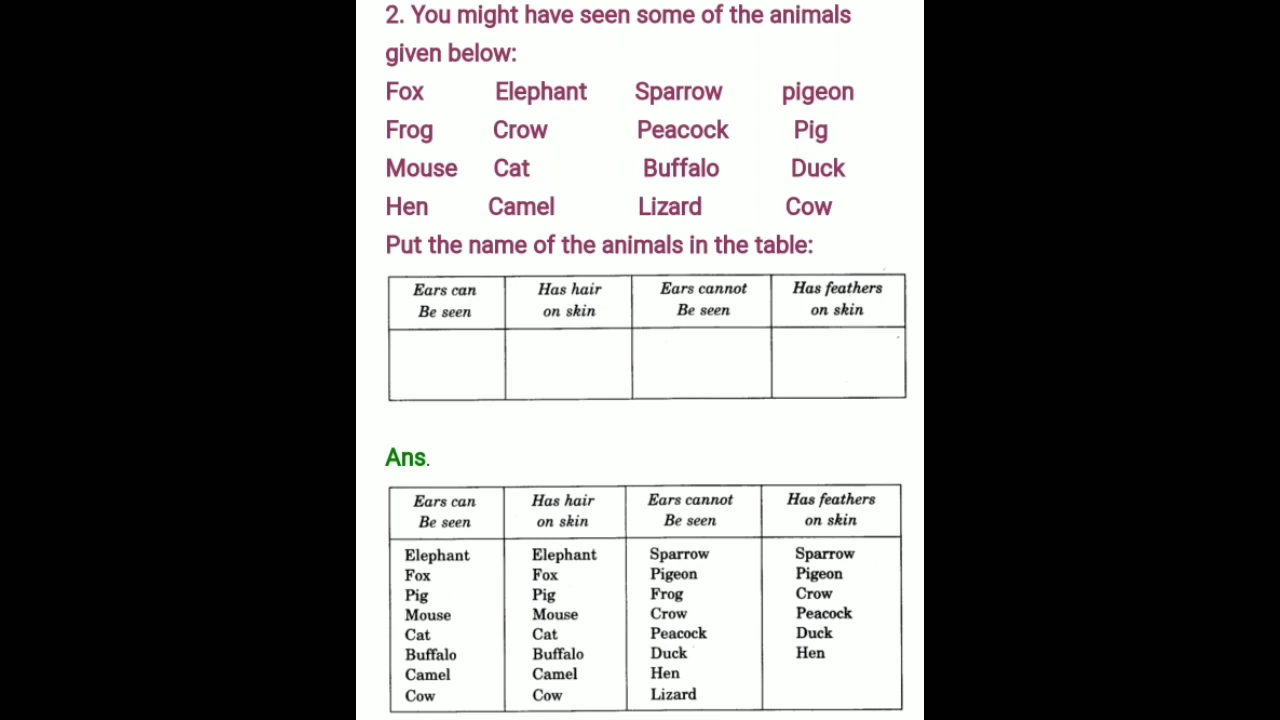 2. You might have seen some of the animals
given below:
Fox Elephant Sparrow pigeon
Frog Crow Peacock Pig
Mouse Cat Buffalo Duck
Hen Camel Lizard Cow
Put the name of the animals in the table:
Ears can Has hair Ears cannot Has feathers
Be seen on skin Be seen on skin
Ans.
Ears can Has hair Ears cannot Has feathers
Be seen on skin Be seen on skin
Elephant Elephant Sparrow Sparrow
Fox Fox Pigeon Pigeon
Pig Pig Frog Crow
Mouse Mouse Crow Peacock
Cat Cat Peacock Duck
Buffalo Buffalo Duck Hen
Camel Camel Hen
Cow Cow Lizard